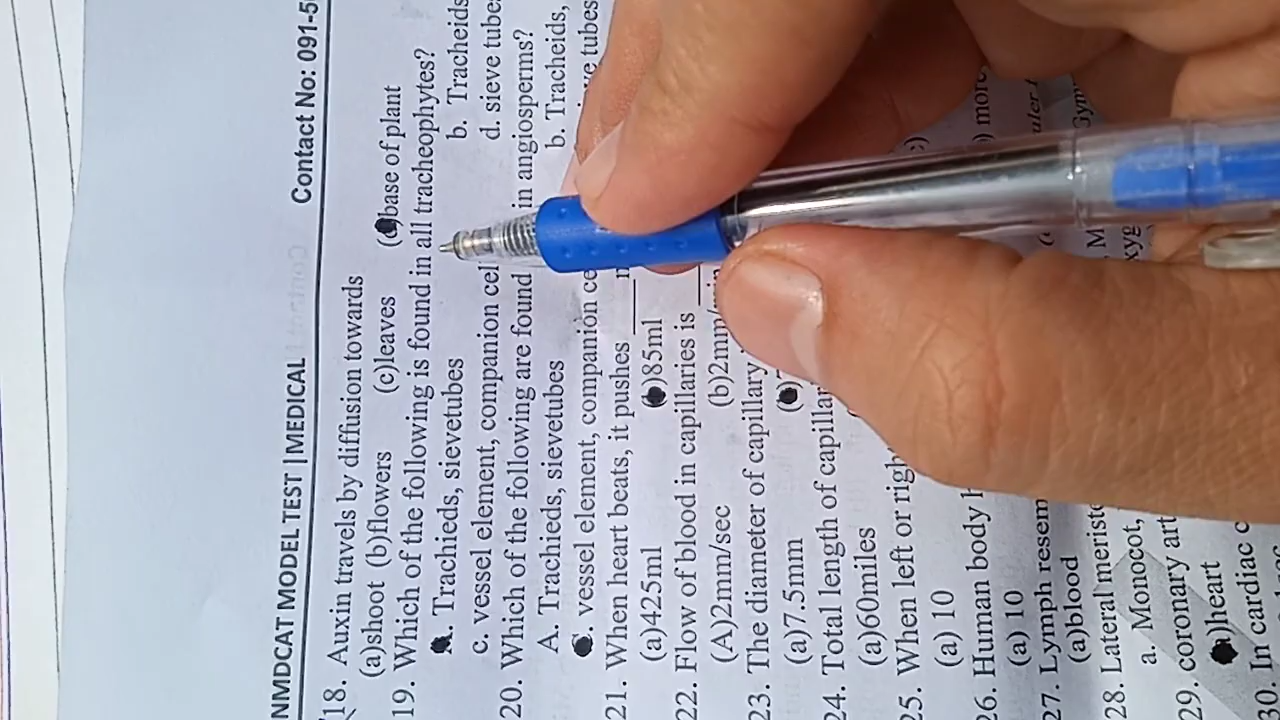 NMDCAT MODEL TEST |MEDICAL Contact No: 091-5
18. Auxin travels by diffusion towards
(a)shoot (b)flowers (c)leaves (d)base of plant
19. Which of the following is found in all tracheophytes?
A. Trachieds, sievetubes b. Tracheids
c. vessel element, companion cel d. sieve tube
20. Which of the following are found in angiosperms?
A. Trachieds, sievetubes b. Tracheids,
C. vessel element, companion ce tubes
21. When heart beats, it pushes
(a)425ml (b)85ml
22. Flow of blood in capillaries is
(A)2mm/sec (b)2mm/min
23. The diameter of capillary
(a)7.5mm (b)
24. Total length of capillar
(a)60miles
25. When left or righ
(a) 10
26. Human body
(a) 10 ) more
27. Lymph resem
(a)blood
28. Lateral meriste
a. Monocot,
29. coronary art
(a)heart
30. In cardiac c